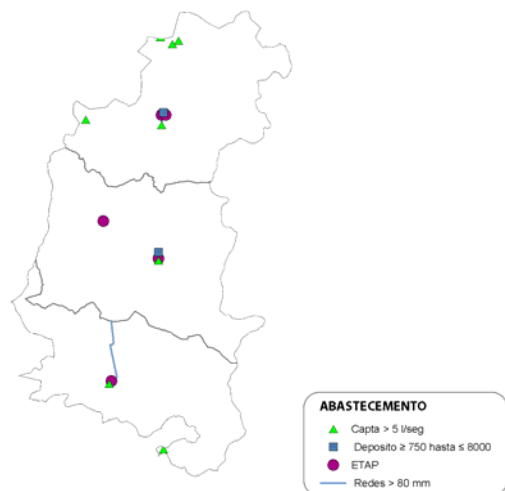 ABASTECEMENTO
Capta > 5 l/seg
Deposito ≥ 750 hasta ≤ 8000
ETAP
Redes > 80 mm